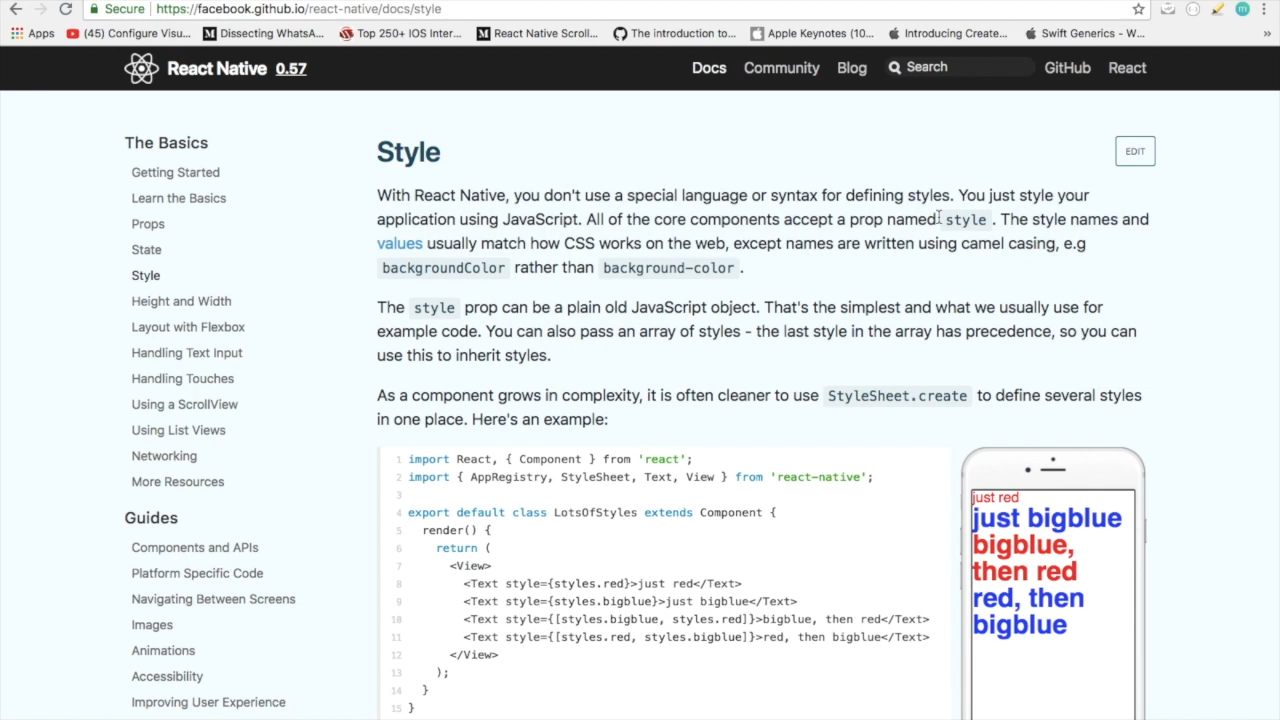 Secure https://facebook.github.io/react-native/docs/style
Apps (45) Configure Visu... Dissecting WhatsA... Top 250+ IOS Inter... React Native Scroll... The introduction to... Apple Keynotes (10... Introducing Create... Swift Generics - W... »
React Native 0.57 Docs Community Blog Search GitHub React
The Basics
Getting Started
Learn the Basics
Props
State
Style
Height and Width
Layout with Flexbox
Handling Text Input
Handling Touches
Using a ScrollView
Using List Views
Networking
More Resources
Guides
Components and APIs
Platform Specific Code
Navigating Between Screens
Images
Animations
Accessibility
Improving User Experience
Style
EDIT
With React Native, you don't use a special language or syntax for defining styles. You just style your
application using JavaScript. All of the core components accept a prop named style. The style names and
values usually match how CSS works on the web, except names are written using camel casing, e.g
backgroundColor rather than background-color.
The style prop can be a plain old JavaScript object. That's the simplest and what we usually use for
example code. You can also pass an array of styles - the last style in the array has precedence, so you can
use this to inherit styles.
As a component grows in complexity, it is often cleaner to use StyleSheet.create to define several styles
in one place. Here's an example:
1 import React, { Component } from 'react';
2 import { AppRegistry, StyleSheet, Text, View } from 'react-native';
3
4 export default class LotsOfStyles extends Component {
5 render() {
6 return (
7 <View>
8 <Text style={styles.red}>just red</Text>
9 <Text style={styles.bigblue}>just bigblue</Text>
10 <Text style={[styles.bigblue, styles.red]}>bigblue, then red</Text>
11 <Text style={[styles.red, styles.bigblue]}>red, then bigblue</Text>
12 </View>
13 );
14 }
15 }
just red
just bigblue
bigblue,
then red
red, then
bigblue